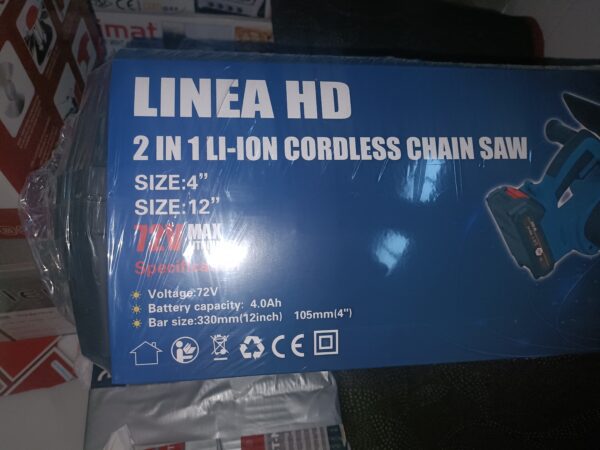 imat
LINEA HD
2 IN 1 LI-ION CORDLESS CHAIN SAW
SIZE:4"
SIZE:12"
72V MAX
Voltage:72V
Battery capacity: 4.0Ah
Bar size:330mm(12inch) 105mm(4")
CE